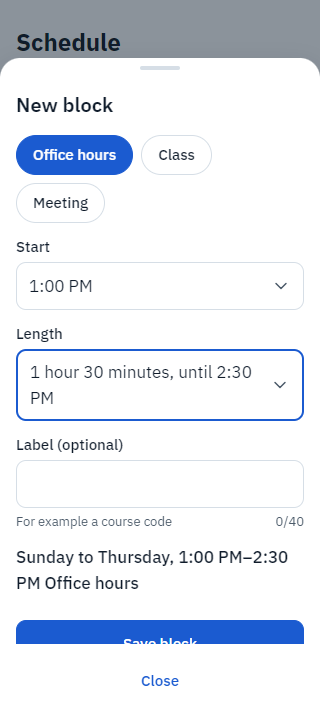 Schedule
New block
Office hours
Class
Meeting
Start
1:00 PM
Length
1 hour 30 minutes, until 2:30
PM
Label (optional)
For example a course code
0/40
Sunday to Thursday, 1:00 PM–2:30
PM Office hours
Save block
Close